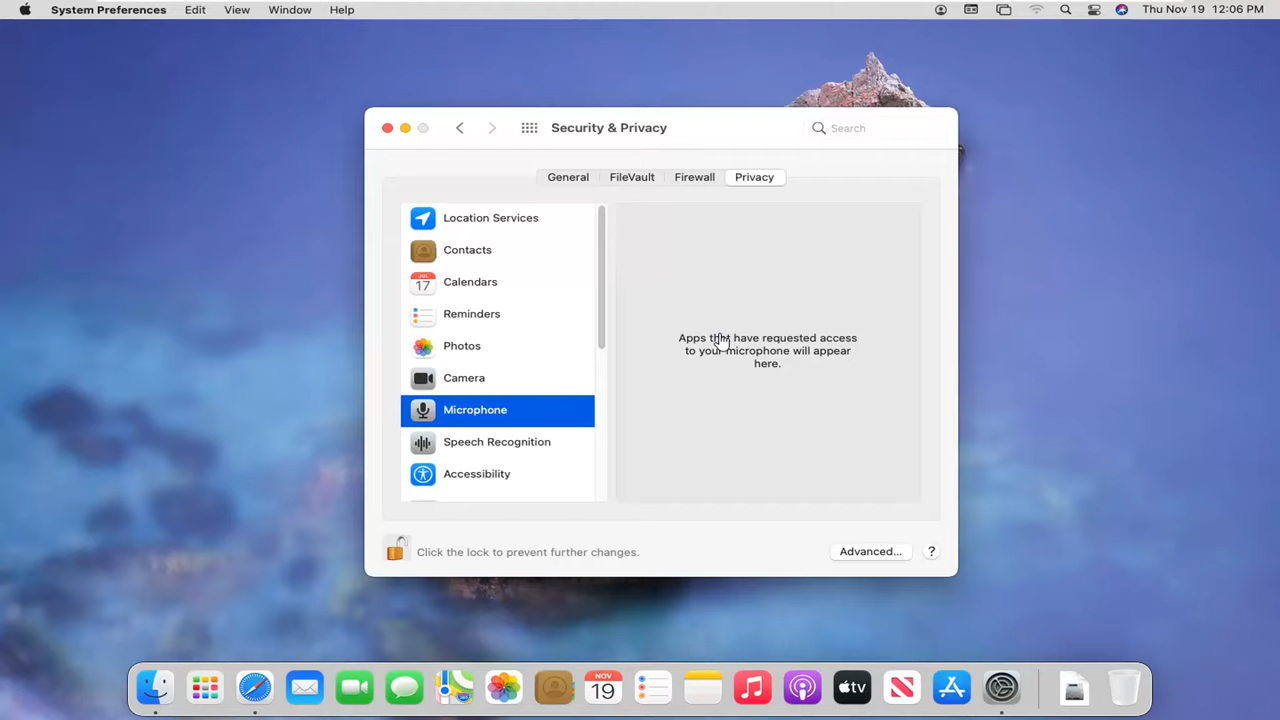 System Preferences Edit View Window Help Thu Nov 19 12:06 PM
Security & Privacy Search
General FileVault Firewall Privacy
Location Services
Contacts
JUL
17
Calendars
Reminders
Photos
Camera
Microphone
Speech Recognition
Accessibility
Apps that have requested access
to your microphone will appear
here.
Click the lock to prevent further changes. Advanced... ?
NOV
19
tv